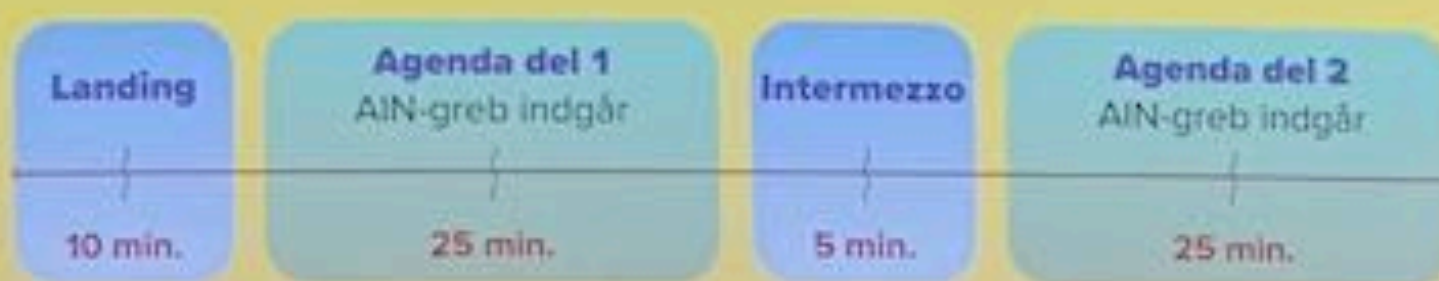 Landing
10 min.
Agenda del 1
AIN-greb indgår
25 min.
Intermezzo
5 min.
Agenda del 2
AIN-greb indgår
25 min.